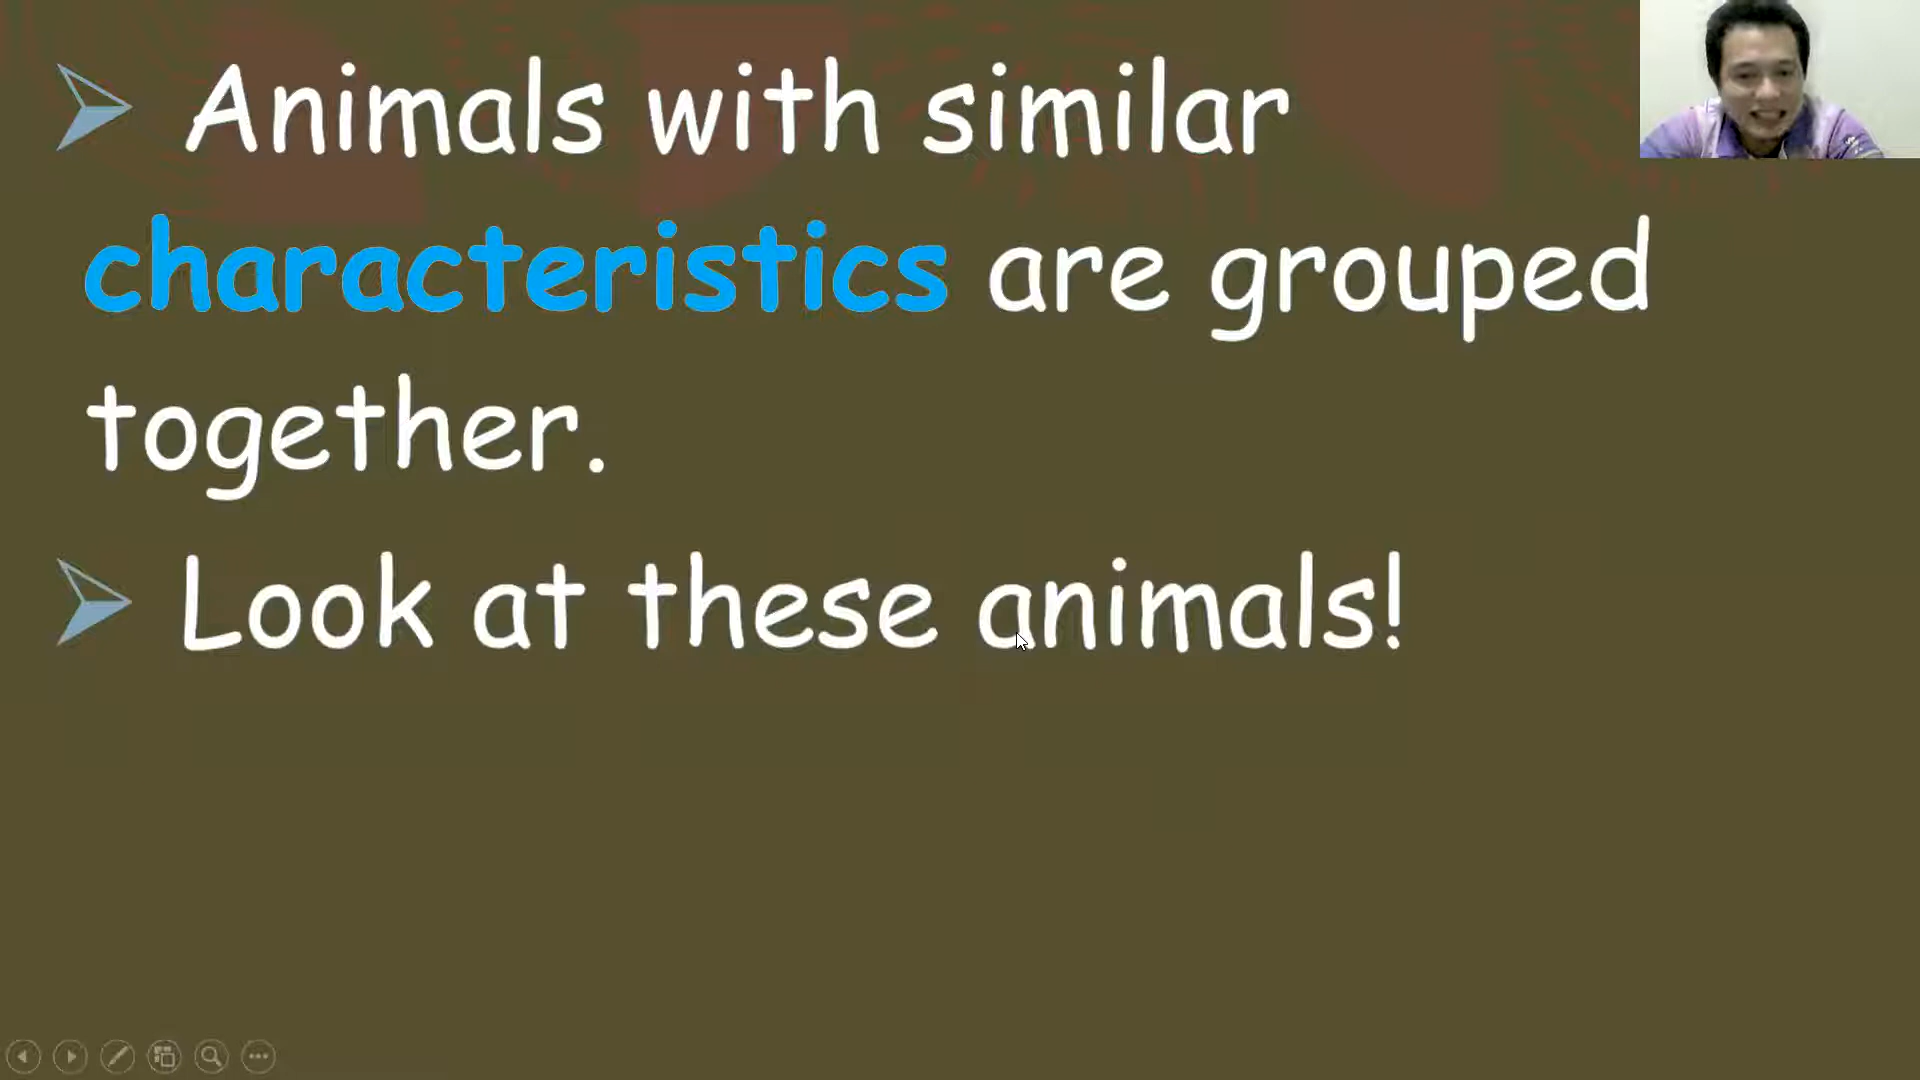 Animals with similar
characteristics are grouped
together.
Look at these animals!